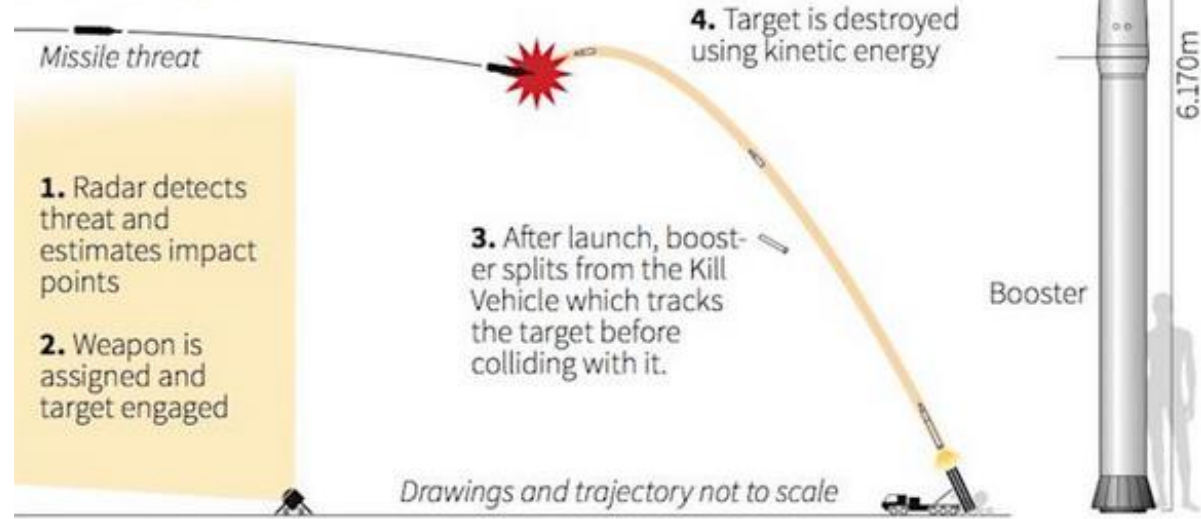 Missile threat
1. Radar detects
threat and
estimates impact
points
2. Weapon is
assigned and
target engaged
3. After launch, boost-
er splits from the Kill
Vehicle which tracks
the target before
colliding with it.
4. Target is destroyed
using kinetic energy
Drawings and trajectory not to scale
Booster
6.170m